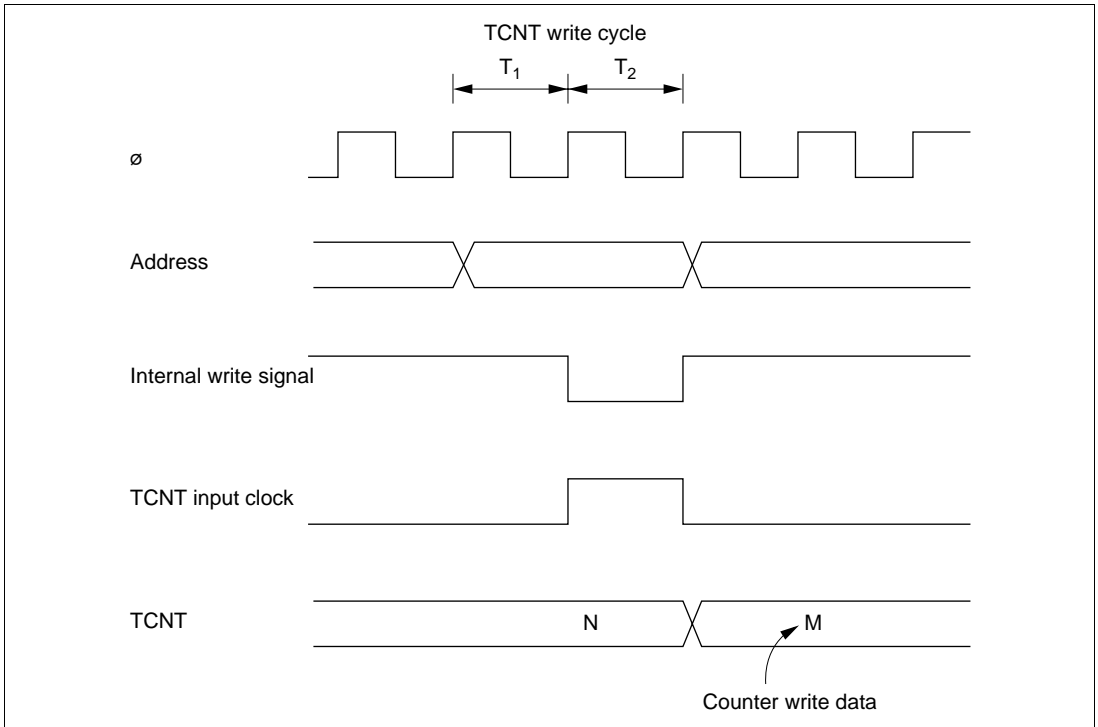 TCNT write cycle
T1 T2
ø
Address
Internal write signal
TCNT input clock
TCNT N M
Counter write data